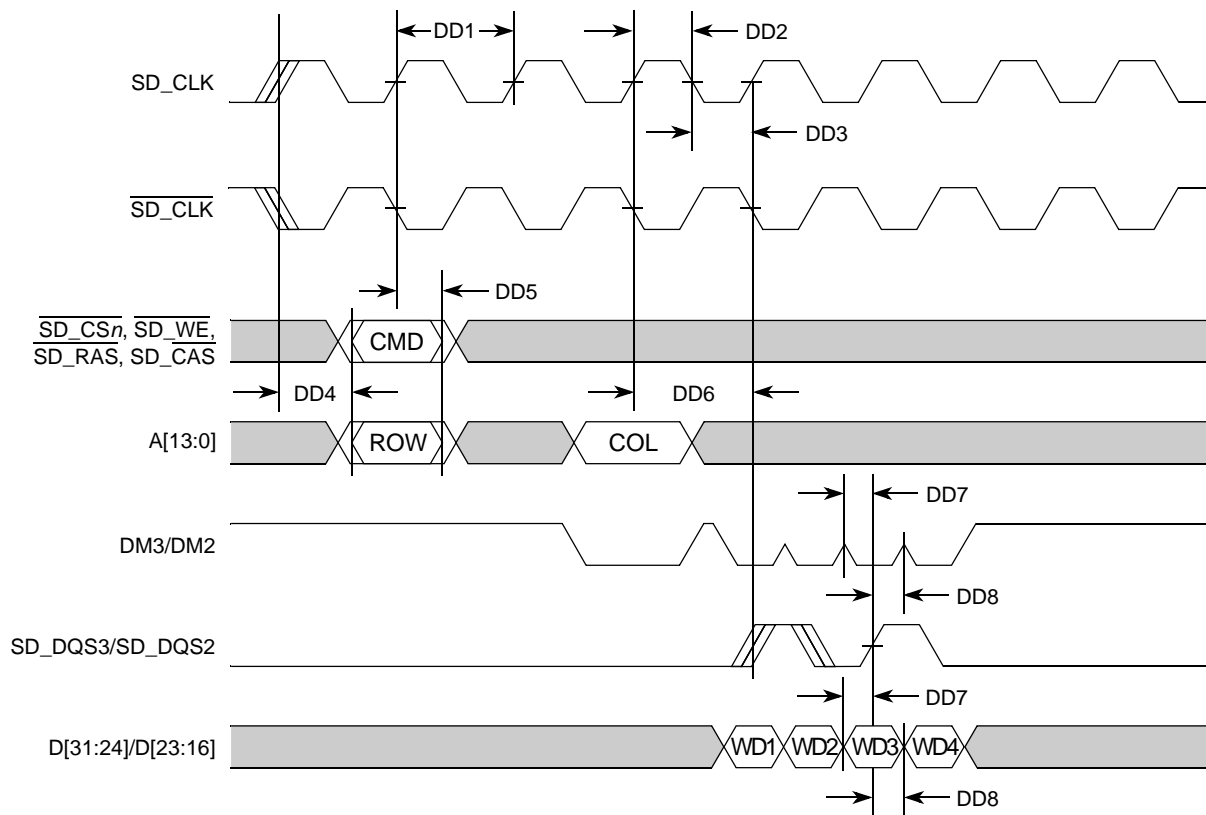 DD1
DD2
SD_CLK
DD3
SD_CLK
DD5
SD_CSn, SD_WE,
SD_RAS, SD_CAS
CMD
DD4
DD6
A[13:0]
ROW
COL
DD7
DM3/DM2
DD8
SD_DQS3/SD_DQS2
DD7
D[31:24]/D[23:16]
WD1
WD2
WD3
WD4
DD8